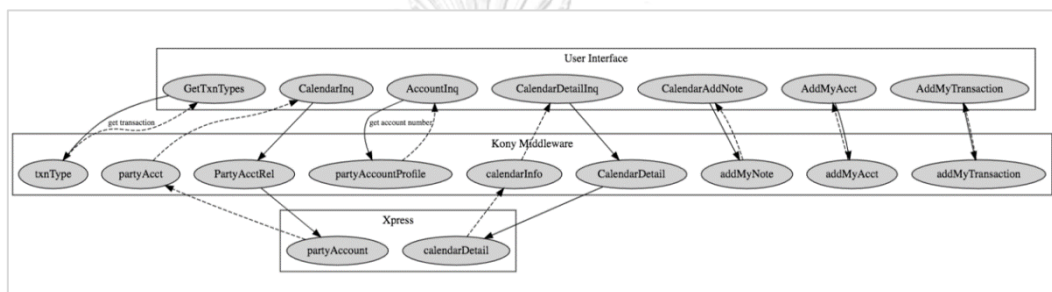 User Interface
GetTxnTypes
CalendarInq
AccountInq
CalendarDetailInq
CalendarAddNote
AddMyAcct
AddMyTransaction
get transaction
get account number
Kony Middleware
txnType
partyAcct
PartyAcctRel
partyAccountProfile
calendarInfo
CalendarDetail
addMyNote
addMyAcct
addMyTransaction
Xpress
partyAccount
calendarDetail